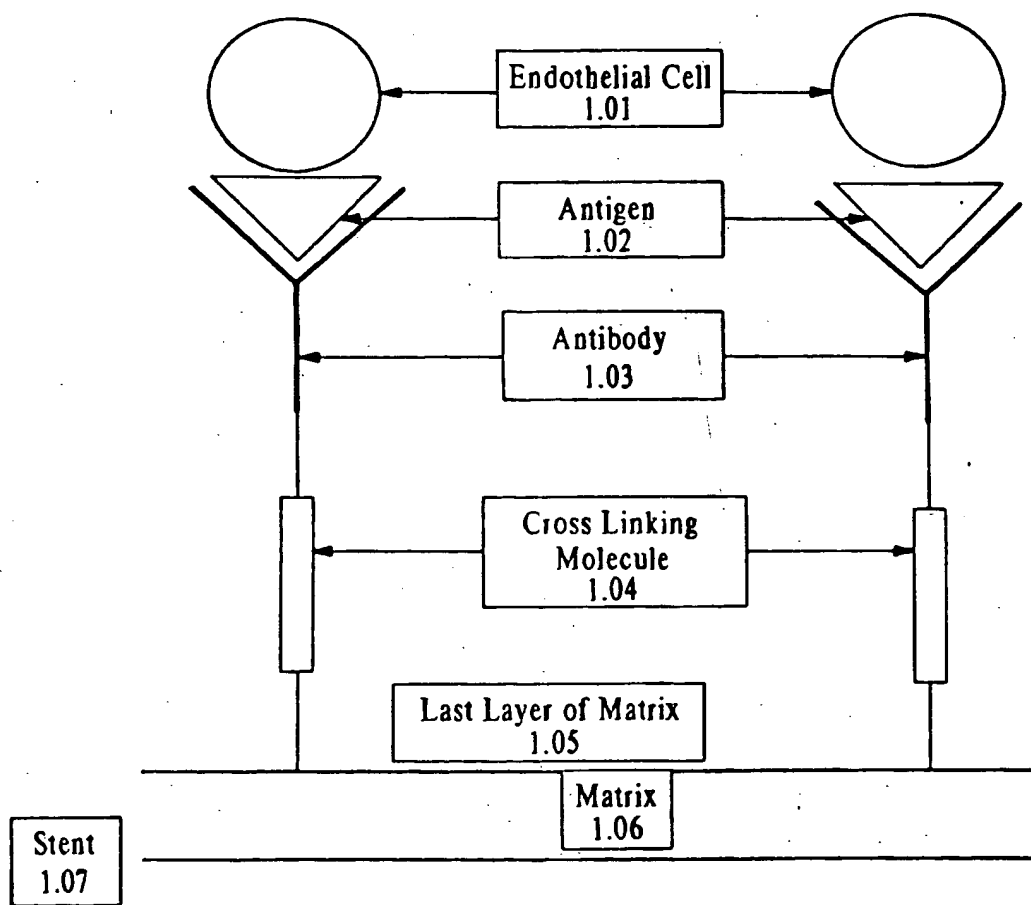 Endothelial Cell
1.01
Antigen
1.02
Antibody
1.03
Cross Linking
Molecule
1.04
Last Layer of Matrix
1.05
Matrix
1.06
Stent
1.07